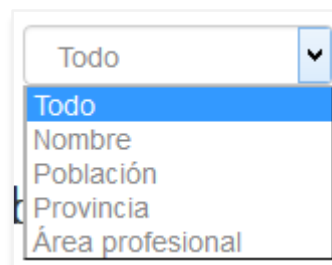 Todo
Todo
Nombre
Población
Provincia
Área profesional